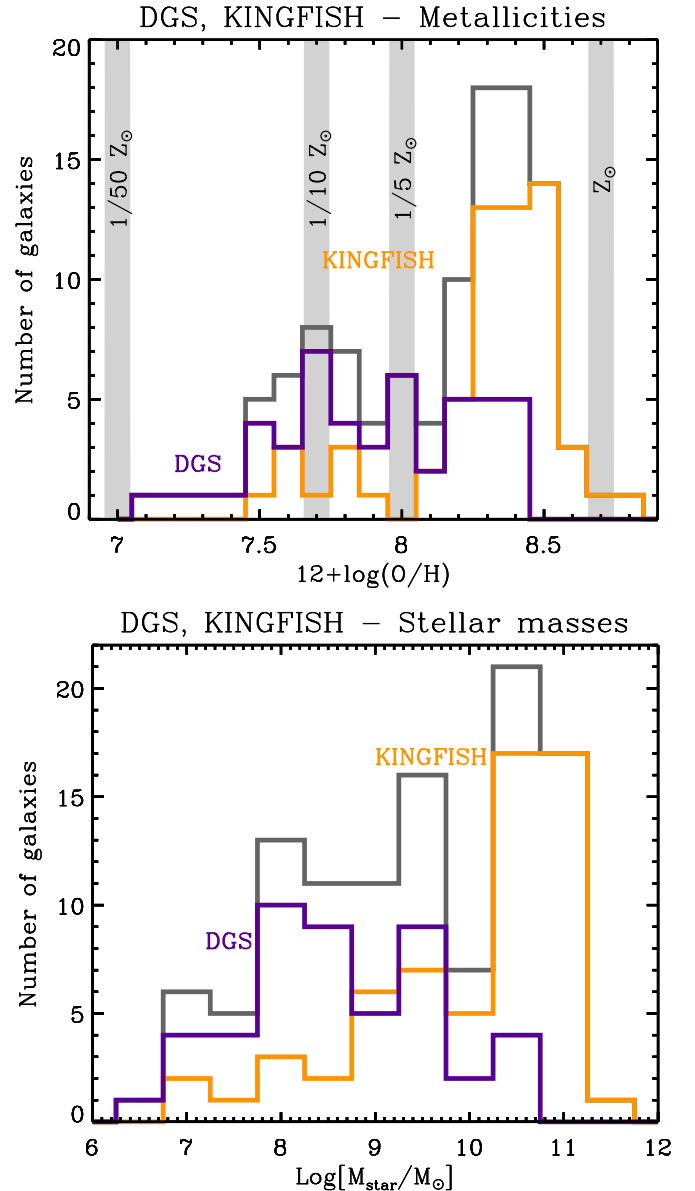 DGS, KINGFISH – Metallicities
20
15
10
5
0
Number of galaxies
1/50 Z⊙
1/10 Z⊙
1/5 Z⊙
Z⊙
KINGFISH
DGS
7 7.5 8 8.5
12+log(O/H)
DGS, KINGFISH – Stellar masses
20
15
10
5
0
Number of galaxies
KINGFISH
DGS
6 7 8 9 10 11 12
Log[Mstar/M⊙]